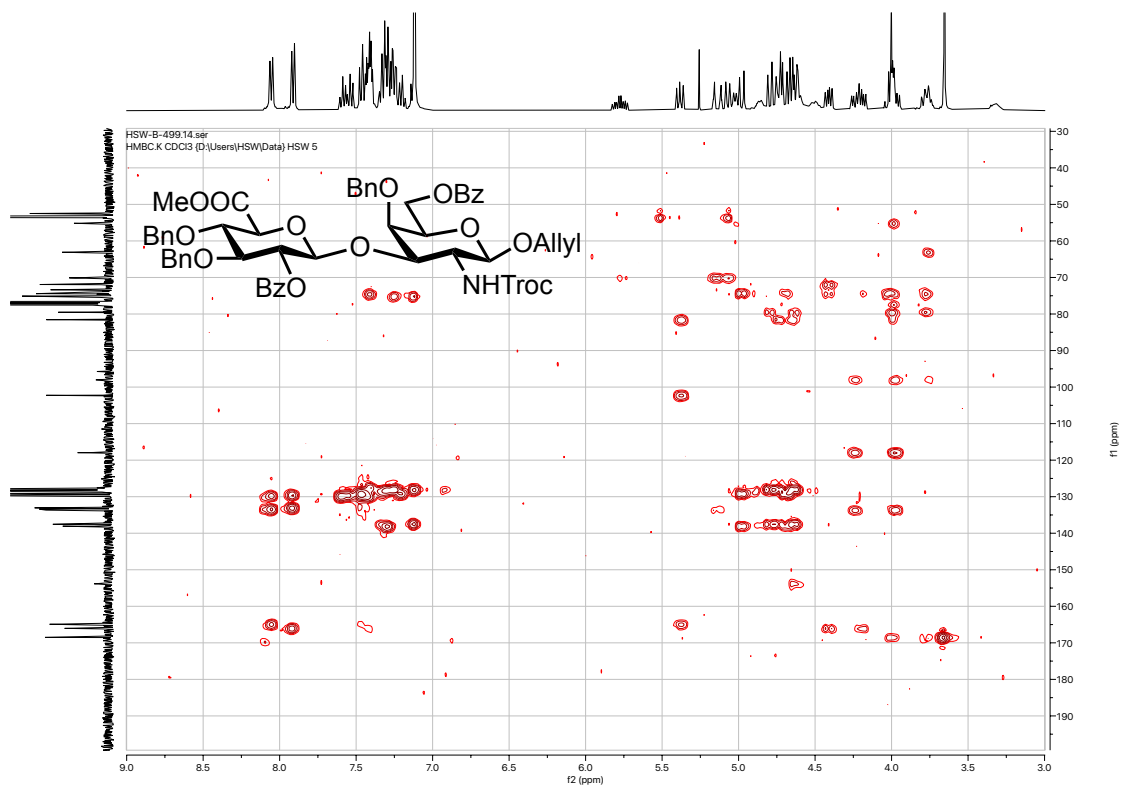 HSW-B-499.14.ser
HMBC.K CDCl3 {D:\Users\HSW\Data} HSW 5
MeOOC
BnO
OBz
O
O
BnO
BnO
O
OAllyl
BzO
NHTroc
30
40
50
60
70
80
90
100
110
120
130
140
150
160
170
180
190
f1 (ppm)
9.0 8.5 8.0 7.5 7.0 6.5 6.0 5.5 5.0 4.5 4.0 3.5 3.0
f2 (ppm)